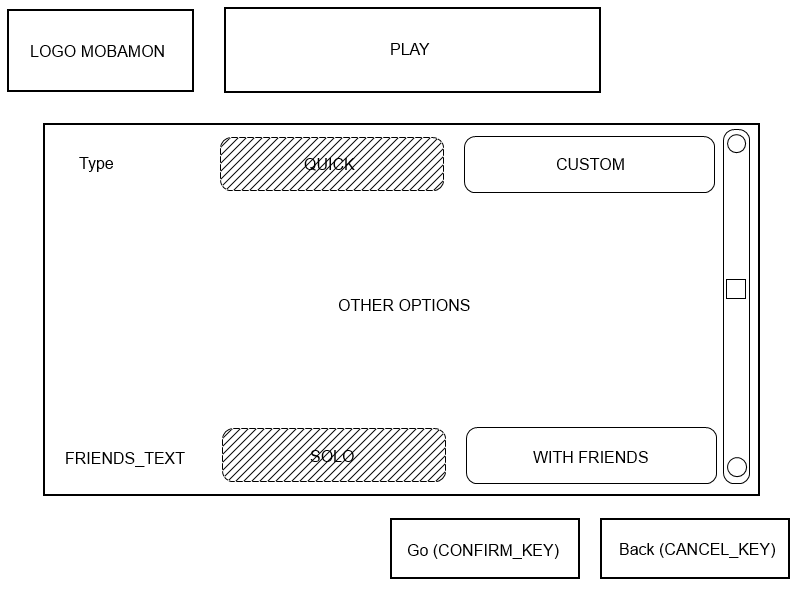 LOGO MOBAMON
PLAY
Type
QUICK
CUSTOM
OTHER OPTIONS
FRIENDS_TEXT
SOLO
WITH FRIENDS
Go (CONFIRM_KEY)
Back (CANCEL_KEY)